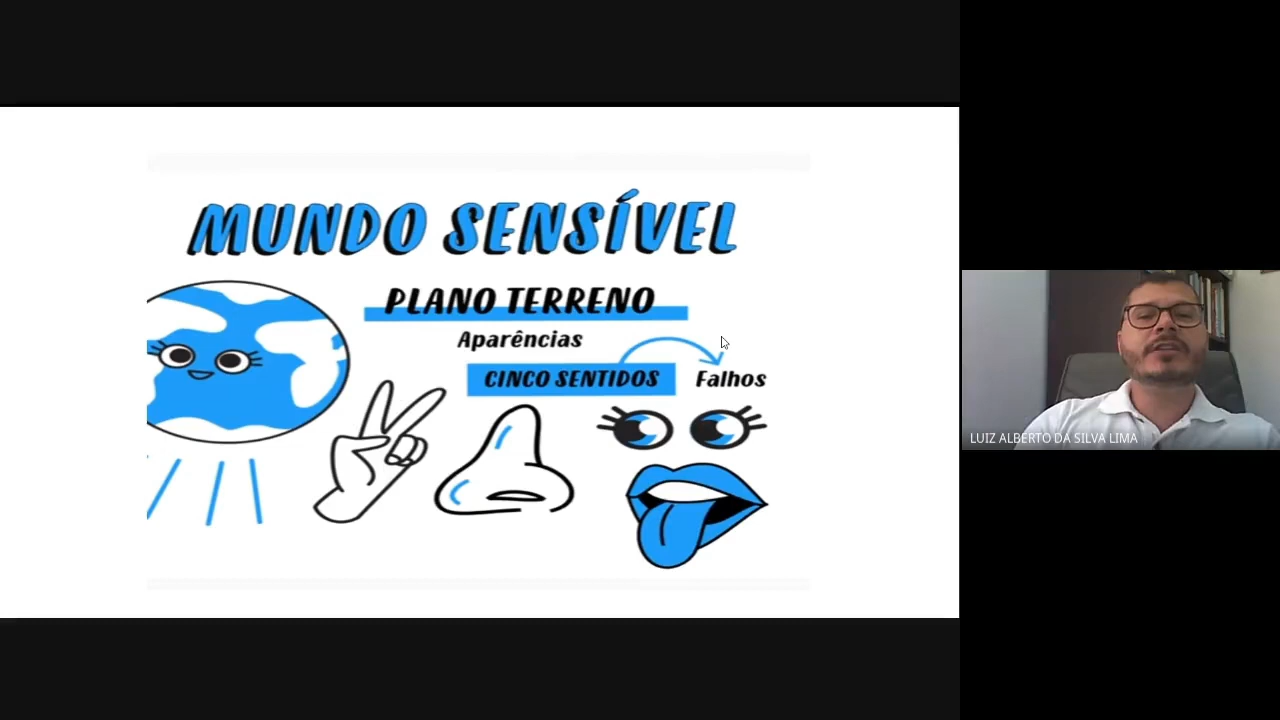 MUNDO SENSÍVEL
PLANO TERRENO
Aparências
CINCO SENTIDOS Falhos
LUIZ ALBERTO DA SILVA LIMA